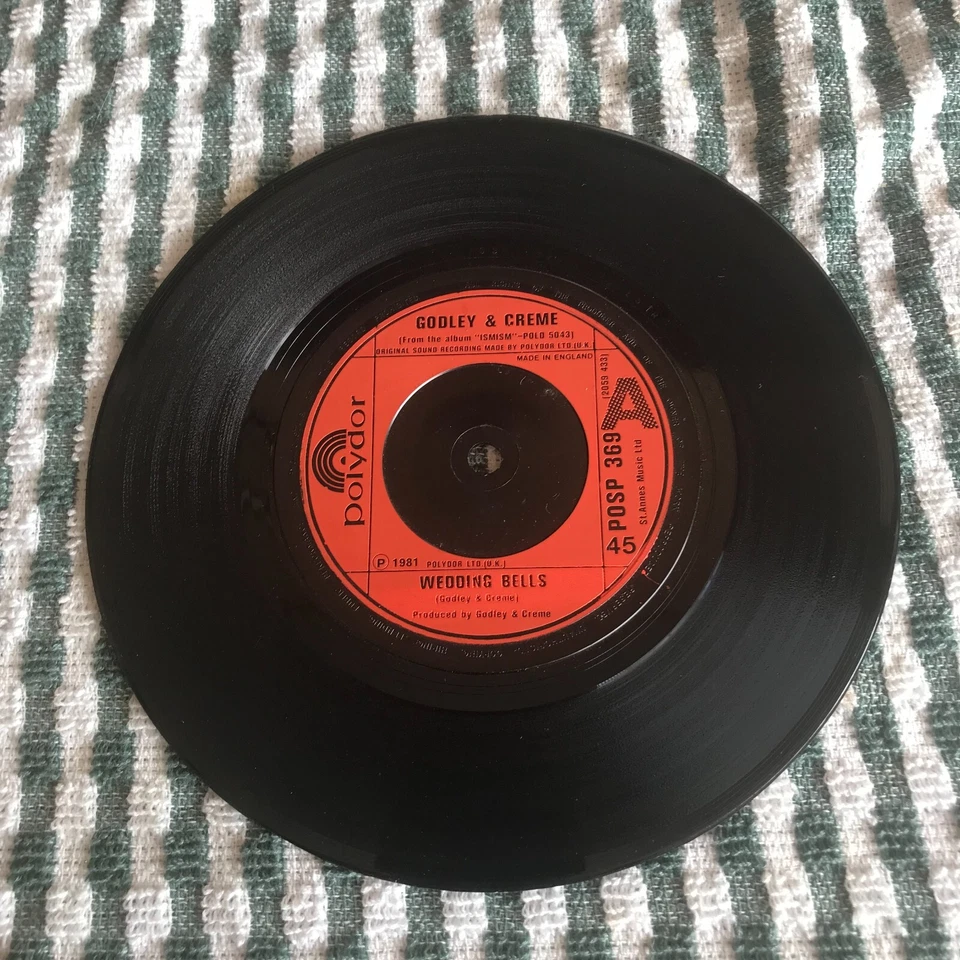 GODLEY & CREME
(From the album "ISMISM"-POLD 5043)
ORIGINAL SOUND RECORDING MADE BY POLYDOR LTD (U.K.)
MADE IN ENGLAND
polydor
(2059 433)
A
POSP 369
St.Annes Music Ltd
45
℗ 1981 POLYDOR LTD (U.K.)
WEDDING BELLS
(Godley & Creme)
Produced by Godley & Creme